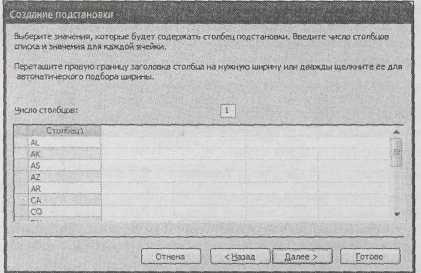 Создание подстановки
Выберите значения, которые будет содержать столбец подстановки. Введите число столбцов
списка и значения для каждой ячейки.
Перетащите правую границу заголовка столбца на нужную ширину или дважды щелкните ее для
автоматического подбора ширины.
Число столбцов: 1
Столбец1
AL
AK
AS
AZ
AR
CA
CO
Отмена < Назад Далее > Готово